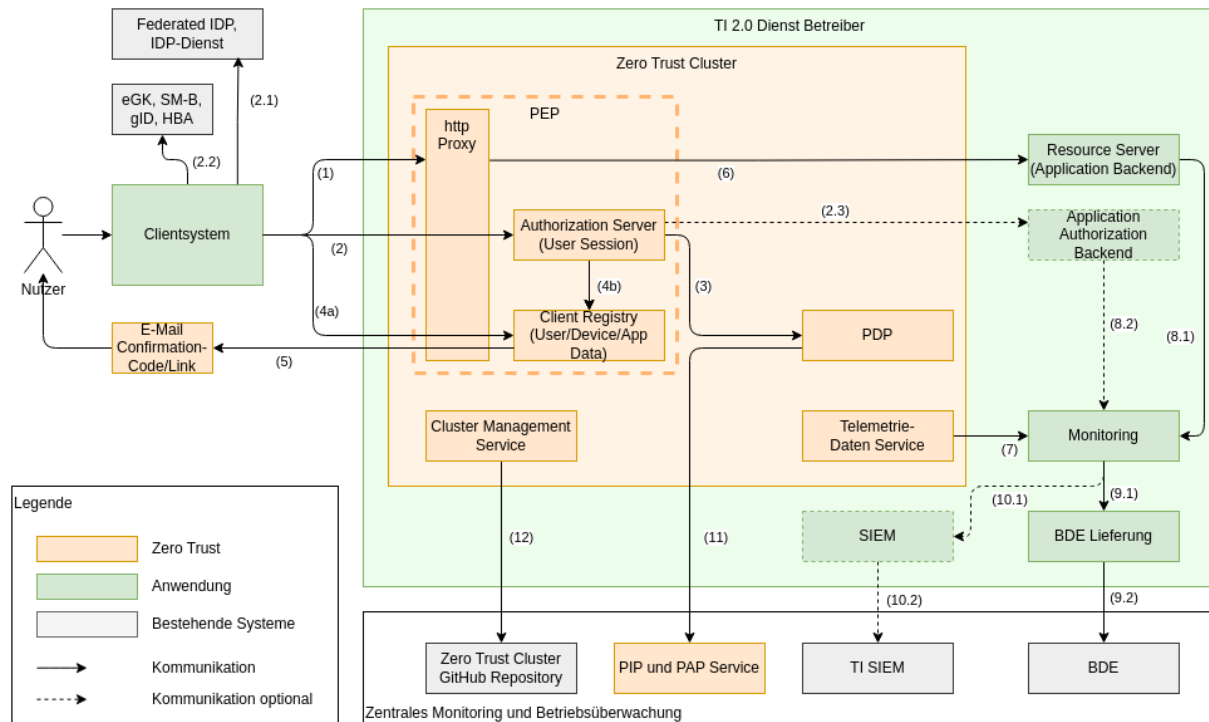 Federated IDP,
IDP-Dienst
TI 2.0 Dienst Betreiber
Zero Trust Cluster
eGK, SM-B,
gID, HBA
(2.1)
(2.2)
PEP
http
Proxy
(1)
(6)
Resource Server
(Application Backend)
Clientsystem
(2)
Authorization Server
(User Session)
(2.3)
Application
Authorization
Backend
Nutzer
(4a)
(4b)
(3)
(8.2)
(8.1)
Client Registry
(User/Device/App
Data)
PDP
E-Mail
Confirmation-
Code/Link
(5)
Cluster Management
Service
Telemetrie-
Daten Service
(7)
Monitoring
(10.1)
(9.1)
Legende
Zero Trust
Anwendung
Bestehende Systeme
Kommunikation
Kommunikation optional
(12)
(11)
SIEM
BDE Lieferung
(10.2)
(9.2)
Zero Trust Cluster
GitHub Repository
PIP und PAP Service
TI SIEM
BDE
Zentrales Monitoring und Betriebsüberwachung